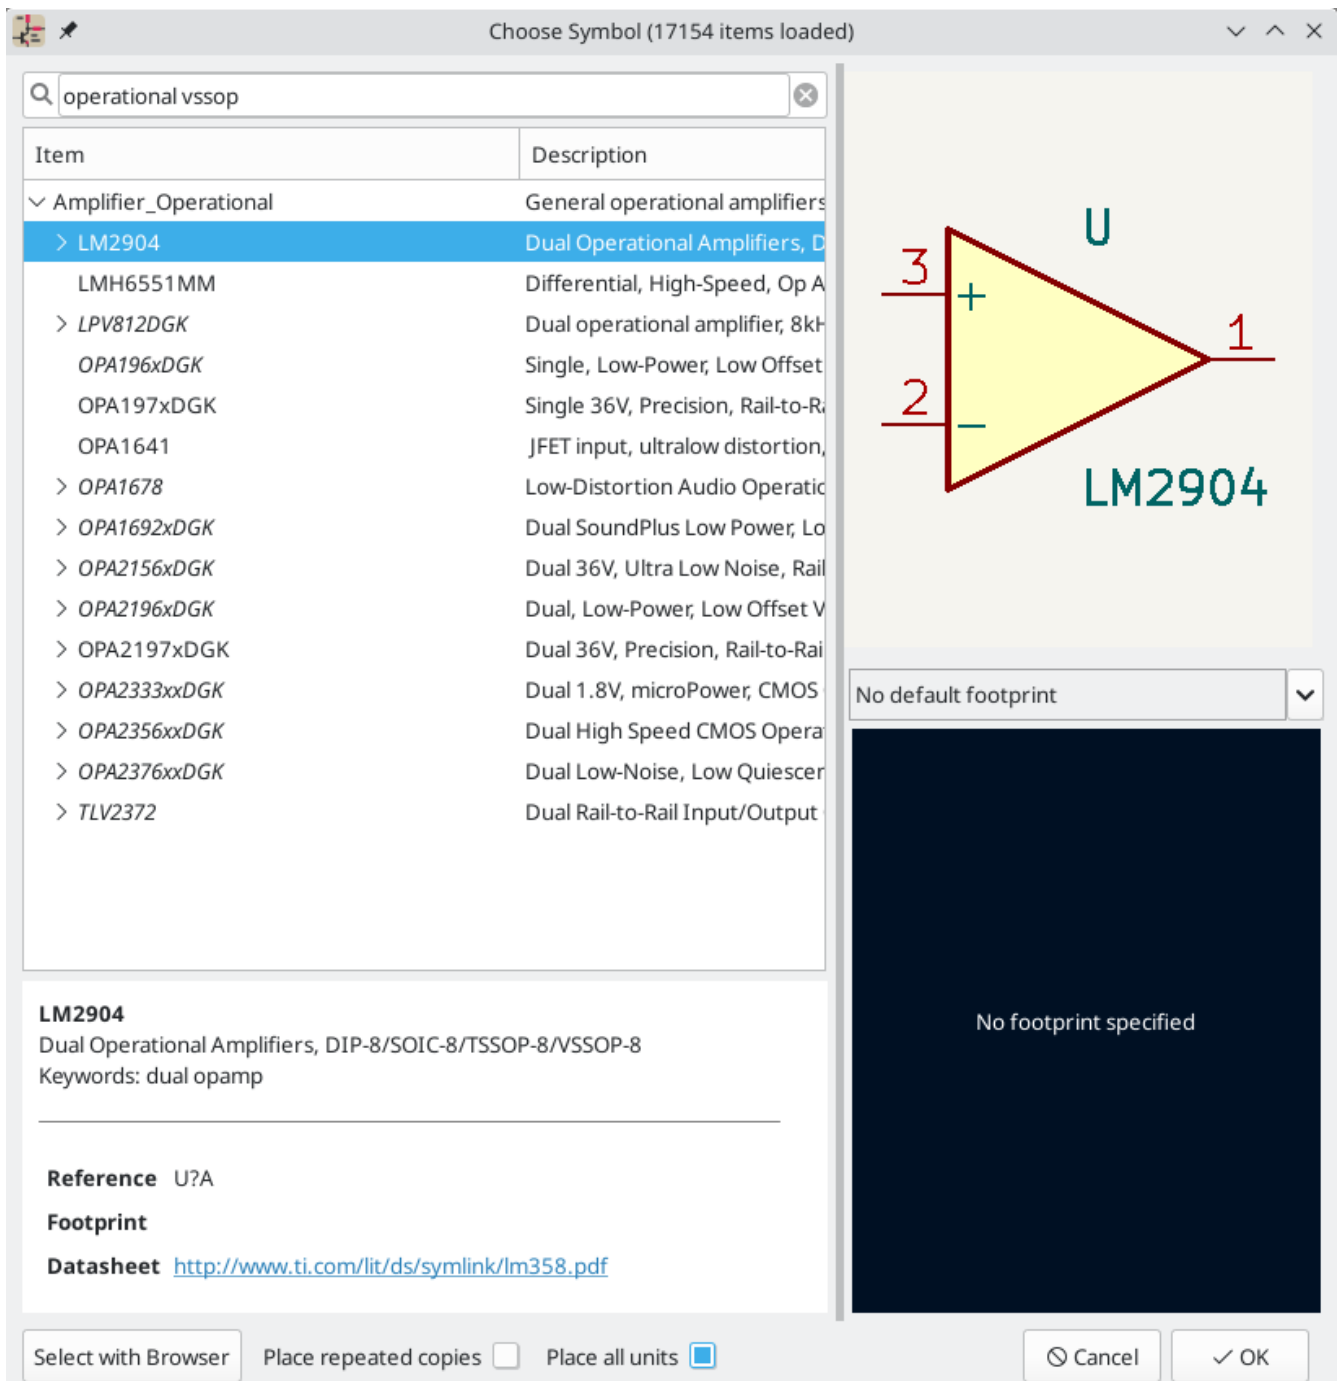 Choose Symbol (17154 items loaded)
operational vssop
Item Description
Amplifier_Operational General operational amplifiers
LM2904 Dual Operational Amplifiers, D
LMH6551MM Differential, High-Speed, Op A
LPV812DGK Dual operational amplifier, 8kH
OPA196xDGK Single, Low-Power, Low Offset
OPA197xDGK Single 36V, Precision, Rail-to-Ra
OPA1641 JFET input, ultralow distortion,
OPA1678 Low-Distortion Audio Operatio
OPA1692xDGK Dual SoundPlus Low Power, Lo
OPA2156xDGK Dual 36V, Ultra Low Noise, Rail
OPA2196xDGK Dual, Low-Power, Low Offset V
OPA2197xDGK Dual 36V, Precision, Rail-to-Rai
OPA2333xxDGK Dual 1.8V, microPower, CMOS
OPA2356xxDGK Dual High Speed CMOS Opera
OPA2376xxDGK Dual Low-Noise, Low Quiescen
TLV2372 Dual Rail-to-Rail Input/Output
U
3
+
1
2
−
LM2904
No default footprint
No footprint specified
LM2904
Dual Operational Amplifiers, DIP-8/SOIC-8/TSSOP-8/VSSOP-8
Keywords: dual opamp
Reference U?A
Footprint
Datasheet http://www.ti.com/lit/ds/symlink/lm358.pdf
Select with Browser Place repeated copies Place all units Cancel OK